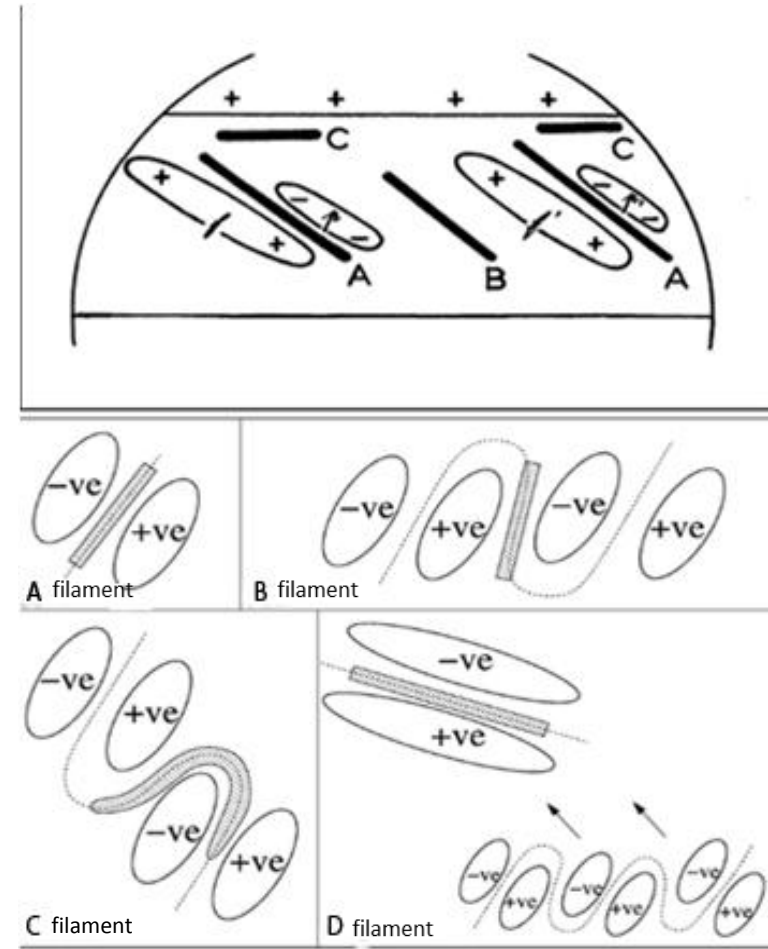 + + + +
C C
+ − − + − −
+ +
A B A
−ve
+ve
A filament
−ve +ve −ve +ve
B filament
−ve
+ve
−ve
+ve
C filament
−ve
+ve
−ve −ve −ve
+ve +ve +ve
D filament